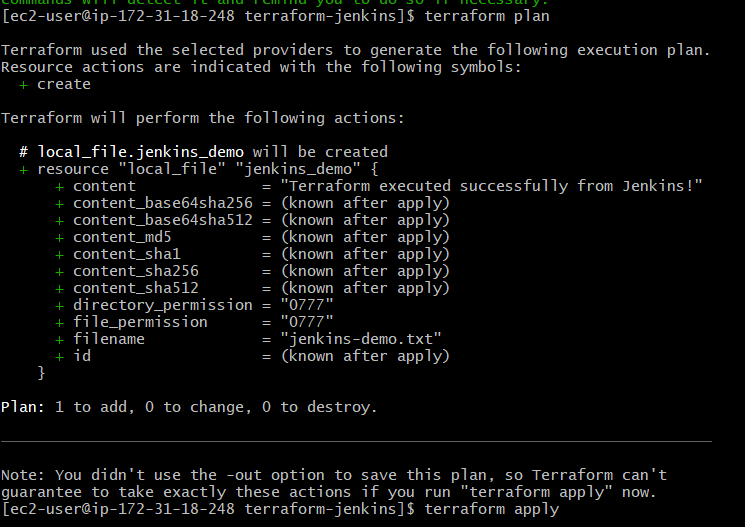 commands will detect it and remind you to do so if necessary.
[ec2-user@ip-172-31-18-248 terraform-jenkins]$ terraform plan
Terraform used the selected providers to generate the following execution plan.
Resource actions are indicated with the following symbols:
  + create
Terraform will perform the following actions:
  # local_file.jenkins_demo will be created
  + resource "local_file" "jenkins_demo" {
      + content              = "Terraform executed successfully from Jenkins!"
      + content_base64sha256 = (known after apply)
      + content_base64sha512 = (known after apply)
      + content_md5          = (known after apply)
      + content_sha1         = (known after apply)
      + content_sha256       = (known after apply)
      + content_sha512       = (known after apply)
      + directory_permission = "0777"
      + file_permission      = "0777"
      + filename             = "jenkins-demo.txt"
      + id                   = (known after apply)
    }
Plan: 1 to add, 0 to change, 0 to destroy.
Note: You didn't use the -out option to save this plan, so Terraform can't
guarantee to take exactly these actions if you run "terraform apply" now.
[ec2-user@ip-172-31-18-248 terraform-jenkins]$ terraform apply